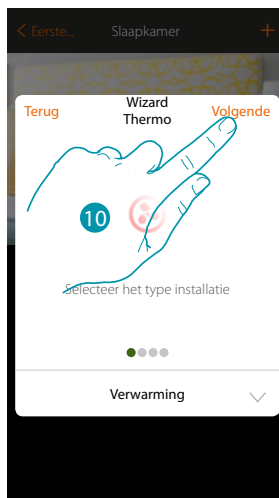 < Eerste... Slaapkamer +
Terug Wizard Thermo Volgende
10
Selecteer het type installatie
Verwarming